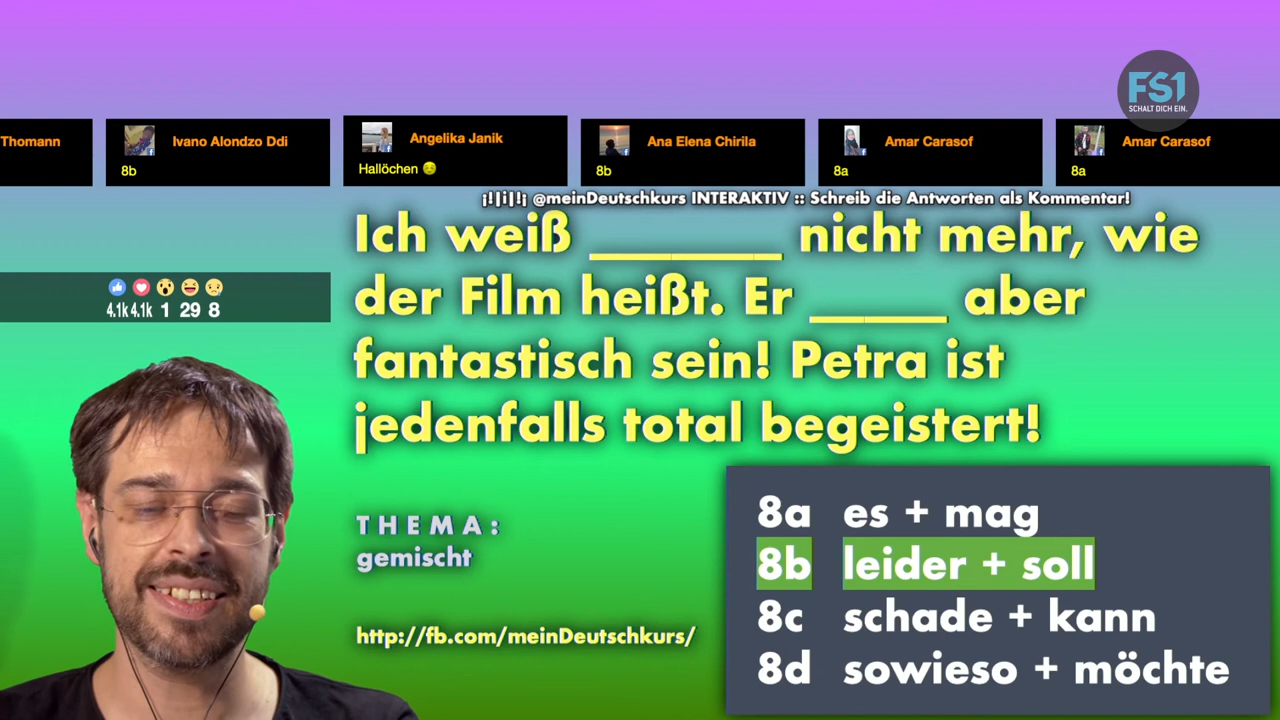 FS1
SCHALT DICH EIN.
Thomann
Ivano Alondzo Ddi
8b
Angelika Janik
Hallöchen 😌
Ana Elena Chirila
8b
Amar Carasof
8a
Amar Carasof
8a
¡!|i|!¡ @meinDeutschkurs INTERAKTIV :: Schreib die Antworten als Kommentar!
Ich weiß ________ nicht mehr, wie
der Film heißt. Er ______ aber
fantastisch sein! Petra ist
jedenfalls total begeistert!
4.1k 4.1k 1 29 8
THEMA:
gemischt
http://fb.com/meinDeutschkurs/
8a es + mag
8b leider + soll
8c schade + kann
8d sowieso + möchte